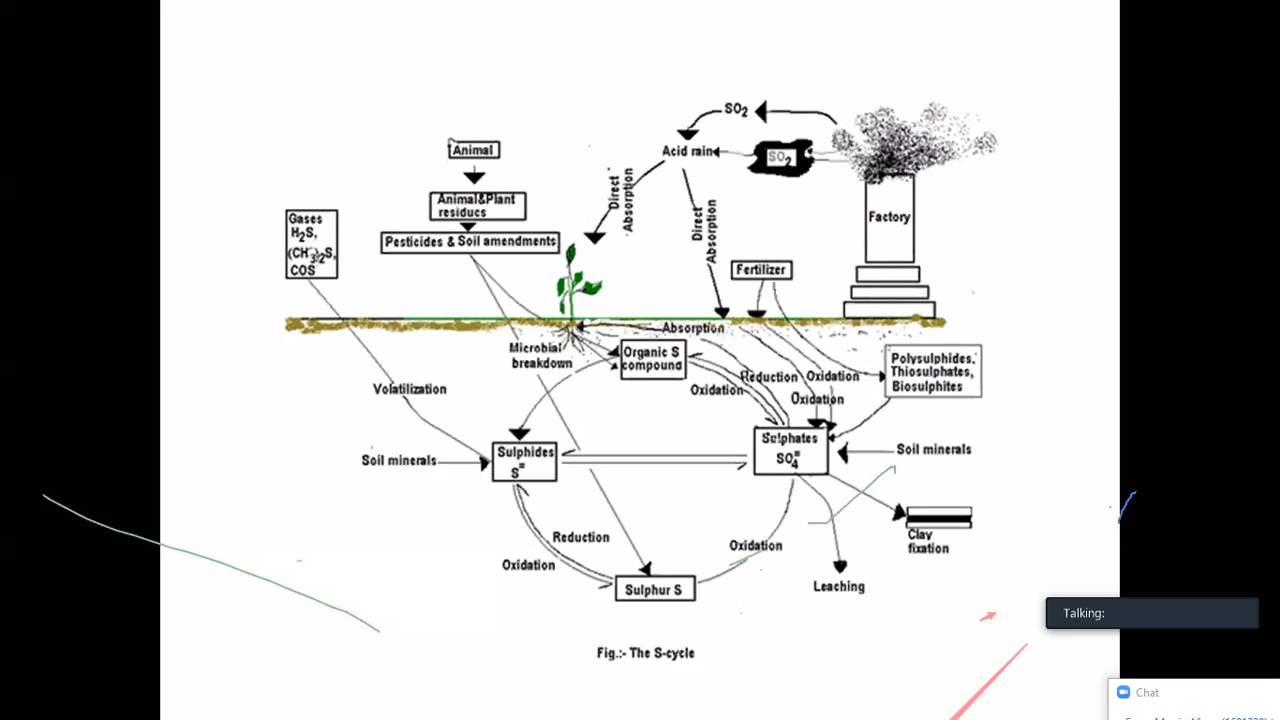 SO2
Acid rain
SO2
Animal
Animal&Plant
residues
Pesticides & Soil amendments
Gases
H2S,
(CH3)2S,
COS
Direct
Absorption
Direct
Absorption
Factory
Fertilizer
Absorption
Microbial
breakdown
Organic S
compound
Reduction
Oxidation
Oxidation
Oxidation
Polysulphides,
Thiosulphates,
Biosulphites
Volatilization
Soil minerals
Sulphides
S=
Sulphates
SO4=
Soil minerals
Reduction
Oxidation
Oxidation
Clay
fixation
Sulphur S
Leaching
Fig.:- The S-cycle
Talking:
Chat